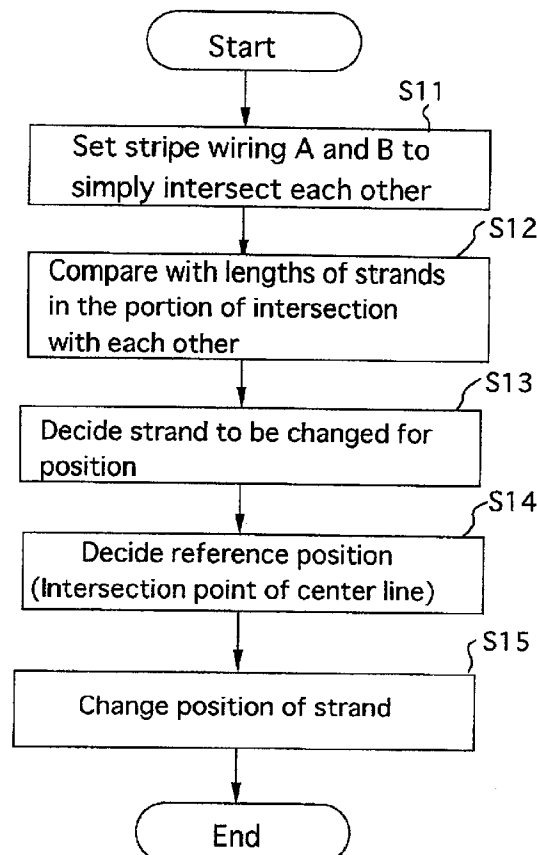 Start
S11
Set stripe wiring A and B to
simply intersect each other
S12
Compare with lengths of strands
in the portion of intersection
with each other
S13
Decide strand to be changed for
position
S14
Decide reference position
(Intersection point of center line)
S15
Change position of strand
End